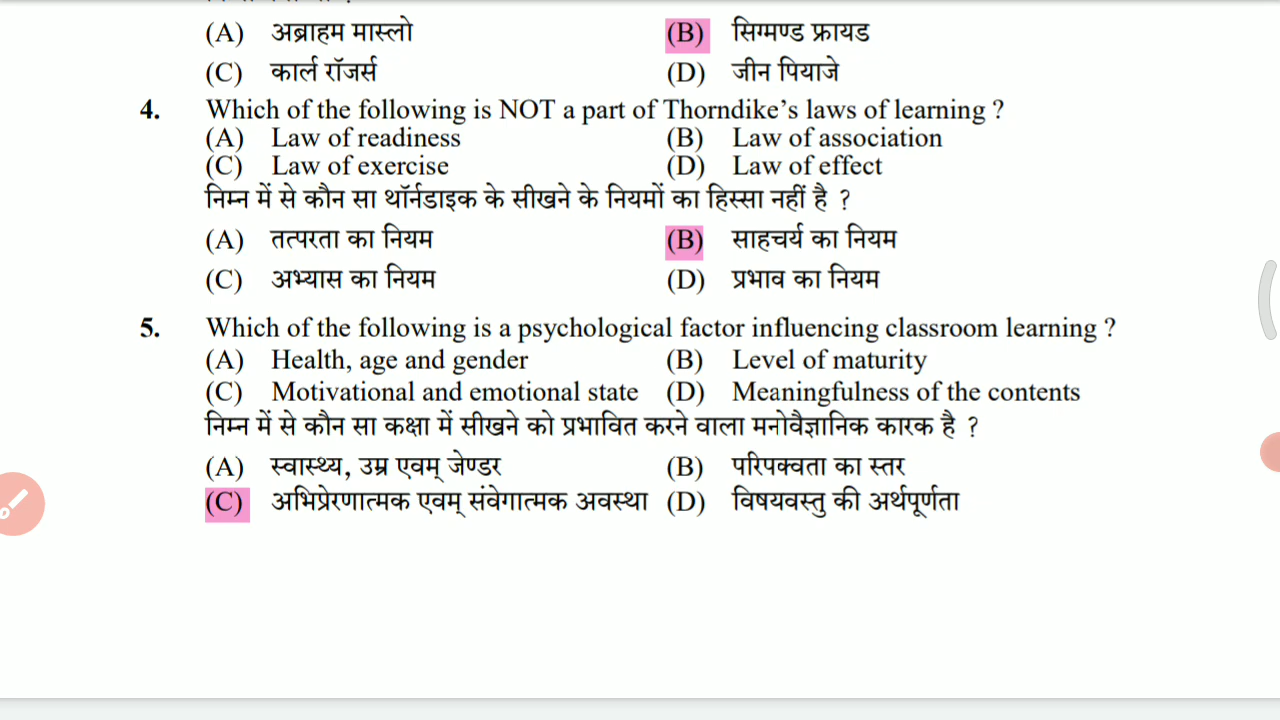 (A) अब्राहम मास्लो (B) सिग्मण्ड फ्रायड
(C) कार्ल रॉजर्स (D) जीन पियाजे
4. Which of the following is NOT a part of Thorndike’s laws of learning ?
(A) Law of readiness (B) Law of association
(C) Law of exercise (D) Law of effect
निम्न में से कौन सा थॉर्नडाइक के सीखने के नियमों का हिस्सा नहीं है ?
(A) तत्परता का नियम (B) साहचर्य का नियम
(C) अभ्यास का नियम (D) प्रभाव का नियम
5. Which of the following is a psychological factor influencing classroom learning ?
(A) Health, age and gender (B) Level of maturity
(C) Motivational and emotional state (D) Meaningfulness of the contents
निम्न में से कौन सा कक्षा में सीखने को प्रभावित करने वाला मनोवैज्ञानिक कारक है ?
(A) स्वास्थ्य, उम्र एवम् जेण्डर (B) परिपक्वता का स्तर
(C) अभिप्रेरणात्मक एवम् संवेगात्मक अवस्था (D) विषयवस्तु की अर्थपूर्णता